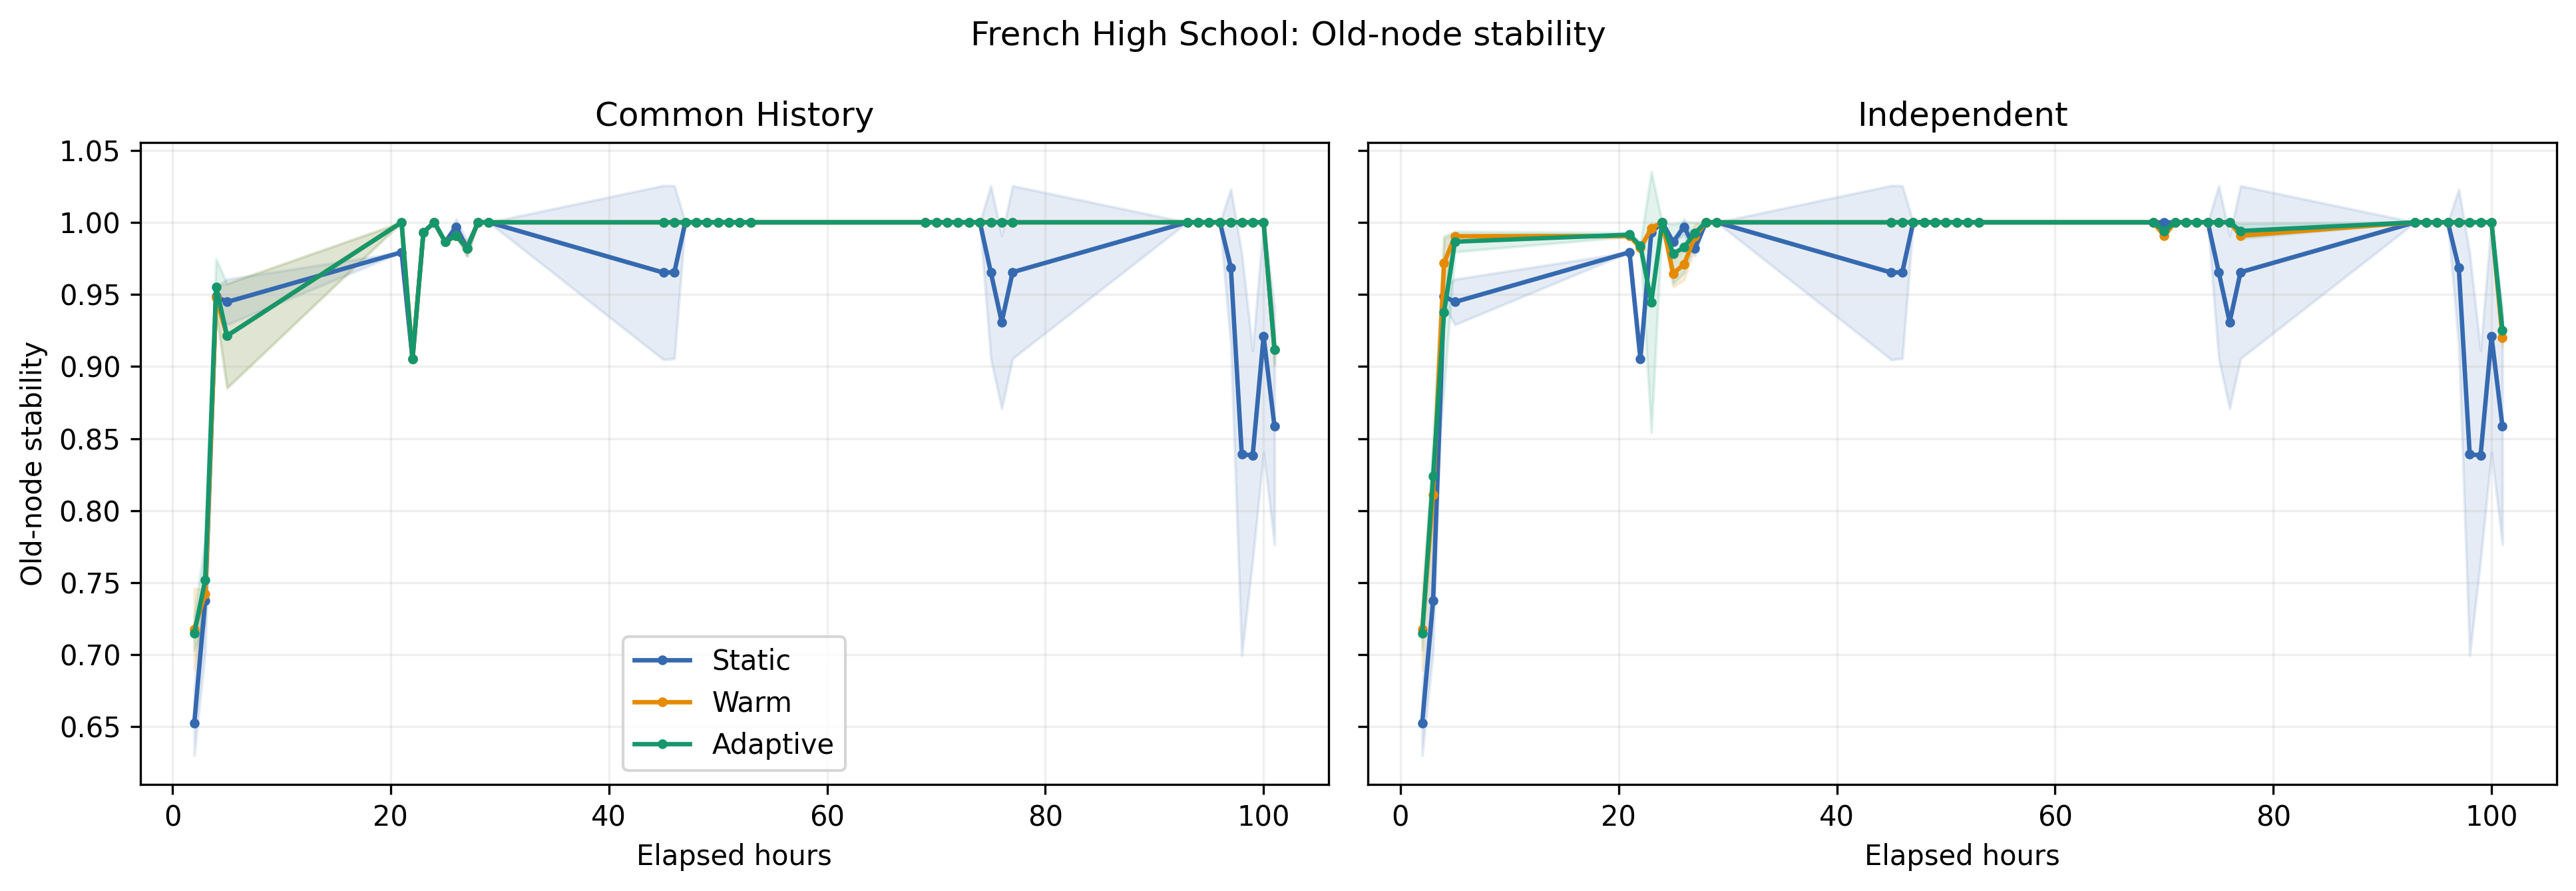 French High School: Old-node stability
Common History
Independent
1.05
1.00
0.95
0.90
0.85
0.80
0.75
0.70
0.65
Old-node stability
Static
Warm
Adaptive
0 20 40 60 80 100
0 20 40 60 80 100
Elapsed hours
Elapsed hours